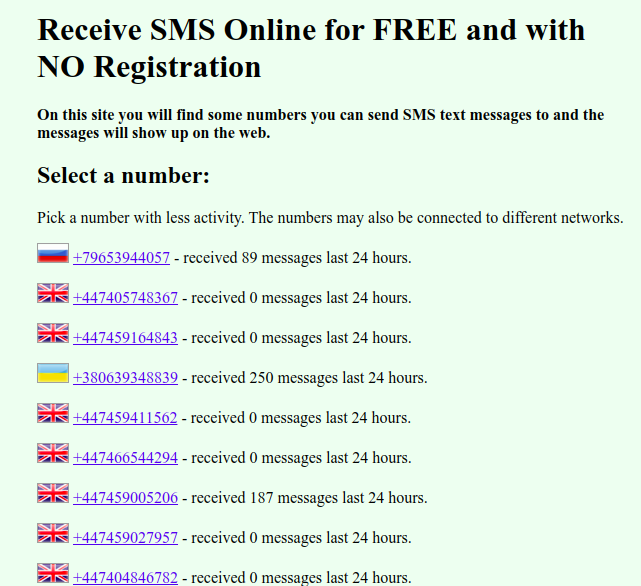 Receive SMS Online for FREE and with
NO Registration
On this site you will find some numbers you can send SMS text messages to and the
messages will show up on the web.
Select a number:
Pick a number with less activity. The numbers may also be connected to different networks.
+79653944057 - received 89 messages last 24 hours.
+447405748367 - received 0 messages last 24 hours.
+447459164843 - received 0 messages last 24 hours.
+380639348839 - received 250 messages last 24 hours.
+447459411562 - received 0 messages last 24 hours.
+447466544294 - received 0 messages last 24 hours.
+447459005206 - received 187 messages last 24 hours.
+447459027957 - received 0 messages last 24 hours.
+447404846782 - received 0 messages last 24 hours.